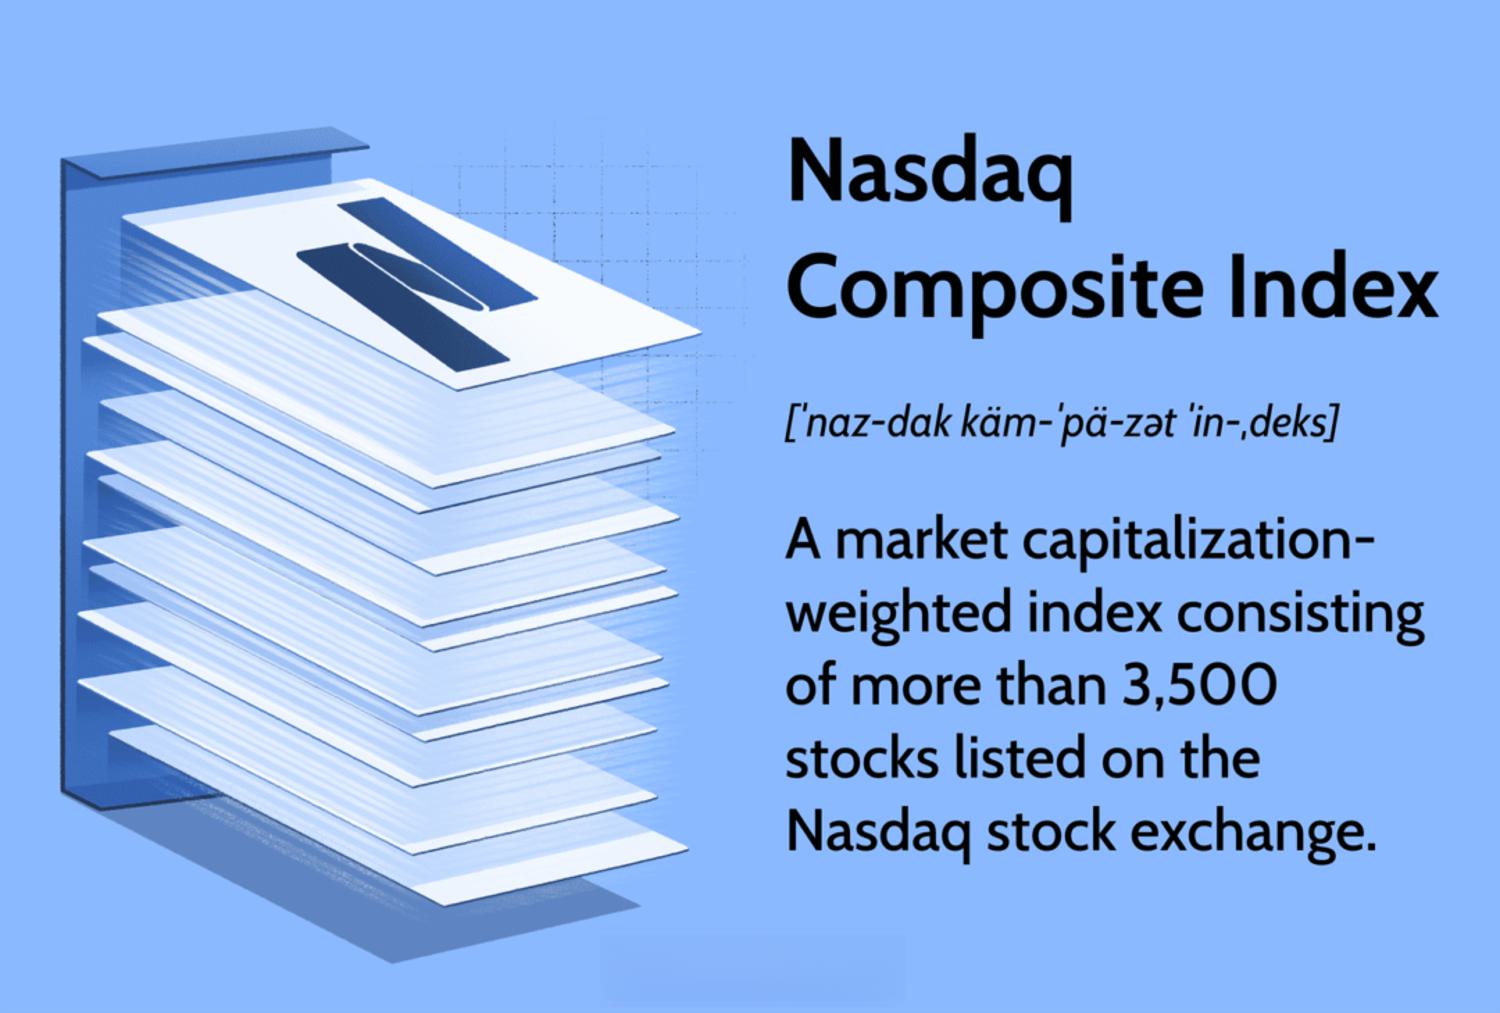 Nasdaq
Composite Index
[ˈnaz-dak käm-ˈpä-zət ˈin-ˌdeks]
A market capitalization-
weighted index consisting
of more than 3,500
stocks listed on the
Nasdaq stock exchange.